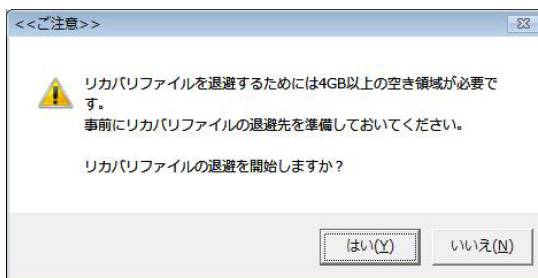 <<ご注意>>
リカバリファイルを退避するためには4GB以上の空き領域が必要で
す。
事前にリカバリファイルの退避先を準備しておいてください。
リカバリファイルの退避を開始しますか？
はい(Y) いいえ(N)